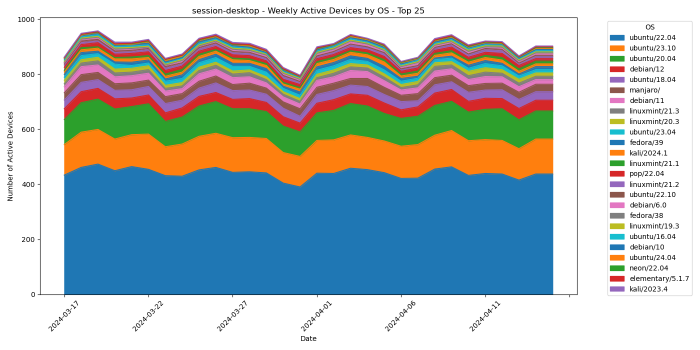 session-desktop - Weekly Active Devices by OS - Top 25
1000
800
600
400
200
0
Number of Active Devices
2024-03-17
2024-03-22
2024-03-27
2024-04-01
2024-04-06
2024-04-11
Date
OS
ubuntu/22.04
ubuntu/23.10
ubuntu/20.04
debian/12
ubuntu/18.04
manjaro/
debian/11
linuxmint/21.3
linuxmint/20.3
ubuntu/23.04
fedora/39
kali/2024.1
linuxmint/21.1
pop/22.04
linuxmint/21.2
ubuntu/22.10
debian/6.0
fedora/38
linuxmint/19.3
ubuntu/16.04
debian/10
ubuntu/24.04
neon/22.04
elementary/5.1.7
kali/2023.4